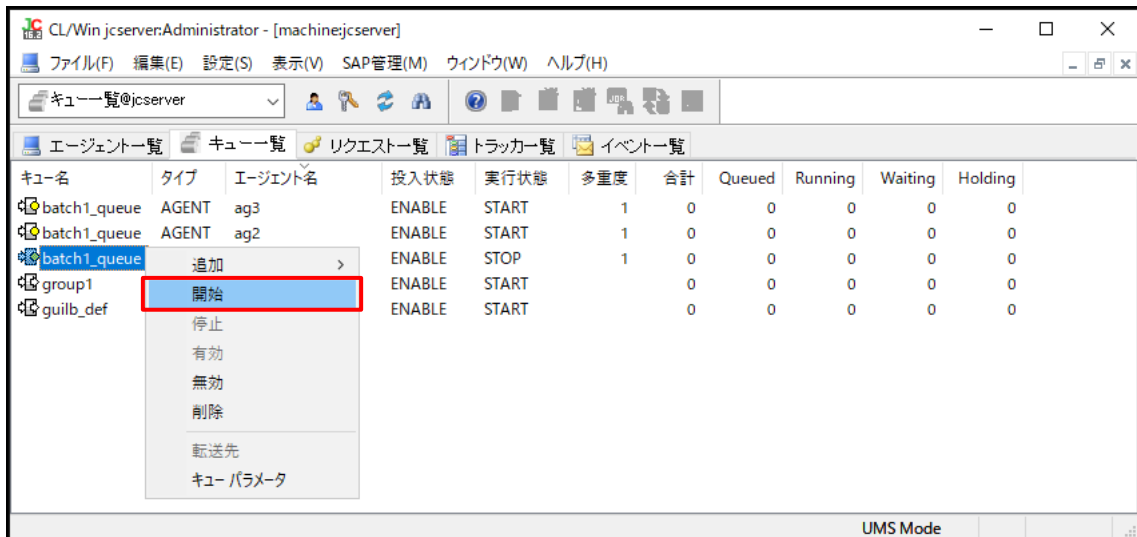 CL/Win jcserver:Administrator - [machine:jcserver]
ファイル(F) 編集(E) 設定(S) 表示(V) SAP管理(M) ウィンドウ(W) ヘルプ(H)
キュー一覧@jcserver
エージェント一覧 キュー一覧 リクエスト一覧 トラッカー一覧 イベント一覧
キュー名 タイプ エージェント名 投入状態 実行状態 多重度 合計 Queued Running Waiting Holding
batch1_queue AGENT ag3 ENABLE START 1 0 0 0 0 0
batch1_queue AGENT ag2 ENABLE START 1 0 0 0 0 0
batch1_queue ENABLE STOP 1 0 0 0 0 0
group1 ENABLE START 0 0 0 0 0
guilb_def ENABLE START 0 0 0 0 0
追加
開始
停止
有効
無効
削除
転送先
キュー パラメータ
UMS Mode